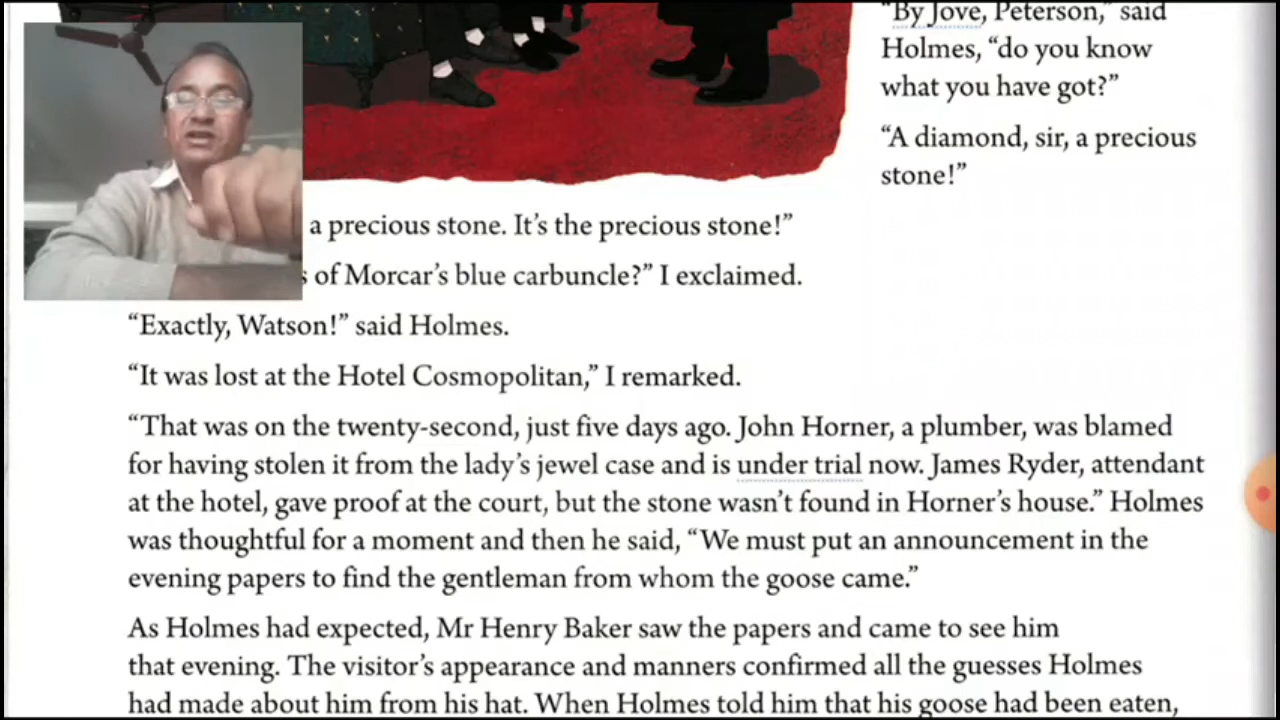 "By Jove, Peterson," said
Holmes, "do you know
what you have got?"
"A diamond, sir, a precious
stone!"
a precious stone. It's the precious stone!"
of Morcar's blue carbuncle?" I exclaimed.
"Exactly, Watson!" said Holmes.
"It was lost at the Hotel Cosmopolitan," I remarked.
"That was on the twenty-second, just five days ago. John Horner, a plumber, was blamed
for having stolen it from the lady's jewel case and is under trial now. James Ryder, attendant
at the hotel, gave proof at the court, but the stone wasn't found in Horner's house." Holmes
was thoughtful for a moment and then he said, "We must put an announcement in the
evening papers to find the gentleman from whom the goose came."
As Holmes had expected, Mr Henry Baker saw the papers and came to see him
that evening. The visitor's appearance and manners confirmed all the guesses Holmes
had made about him from his hat. When Holmes told him that his goose had been eaten,